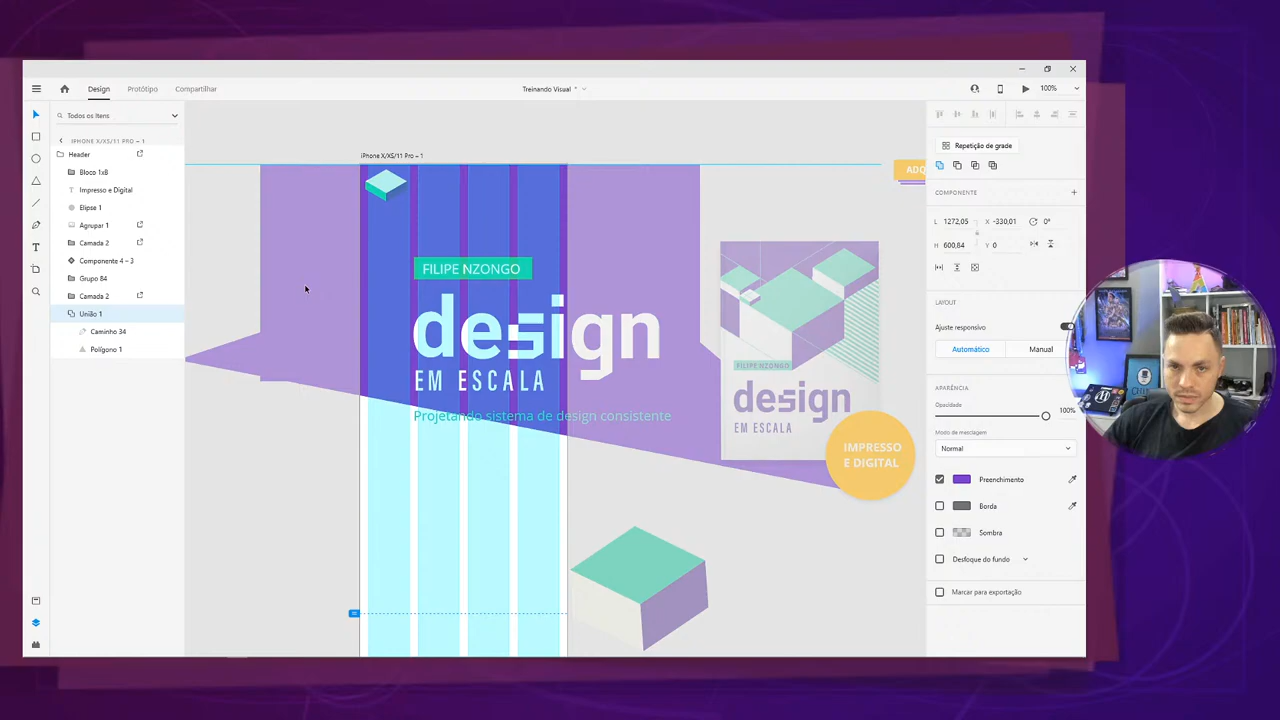 Design
Protótipo
Compartilhar
Treinando Visual *
100%
Todos os Itens
IPHONE X/XS/11 PRO – 1
Header
Bloco 1x8
Impresso e Digital
Elipse 1
Agrupar 1
Camada 2
Componente 4 – 3
Grupo 84
Camada 2
União 1
Caminho 34
Polígono 1
iPhone X/XS/11 Pro – 1
FILIPE NZONGO
design
EM ESCALA
Projetando sistema de design consistente
ADQ
FILIPE NZONGO
design
EM ESCALA
IMPRESSO
E DIGITAL
Repetição de grade
COMPONENTE
L 1272,05 X -330,01 0°
H 600,84 Y 0
LAYOUT
Ajuste responsivo
Automático
Manual
APARÊNCIA
Opacidade
100%
Modo de mesclagem
Normal
Preenchimento
Borda
Sombra
Desfoque do fundo
Marcar para exportação